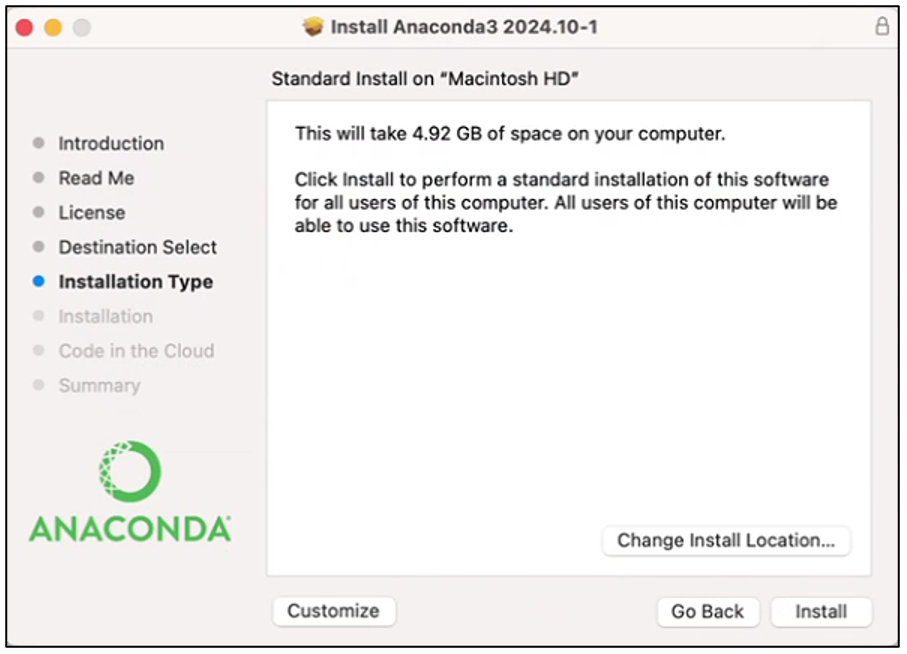 Install Anaconda3 2024.10-1
Standard Install on “Macintosh HD”
Introduction
Read Me
License
Destination Select
Installation Type
Installation
Code in the Cloud
Summary
ANACONDA®
This will take 4.92 GB of space on your computer.
Click Install to perform a standard installation of this software
for all users of this computer. All users of this computer will be
able to use this software.
Change Install Location...
Customize
Go Back
Install